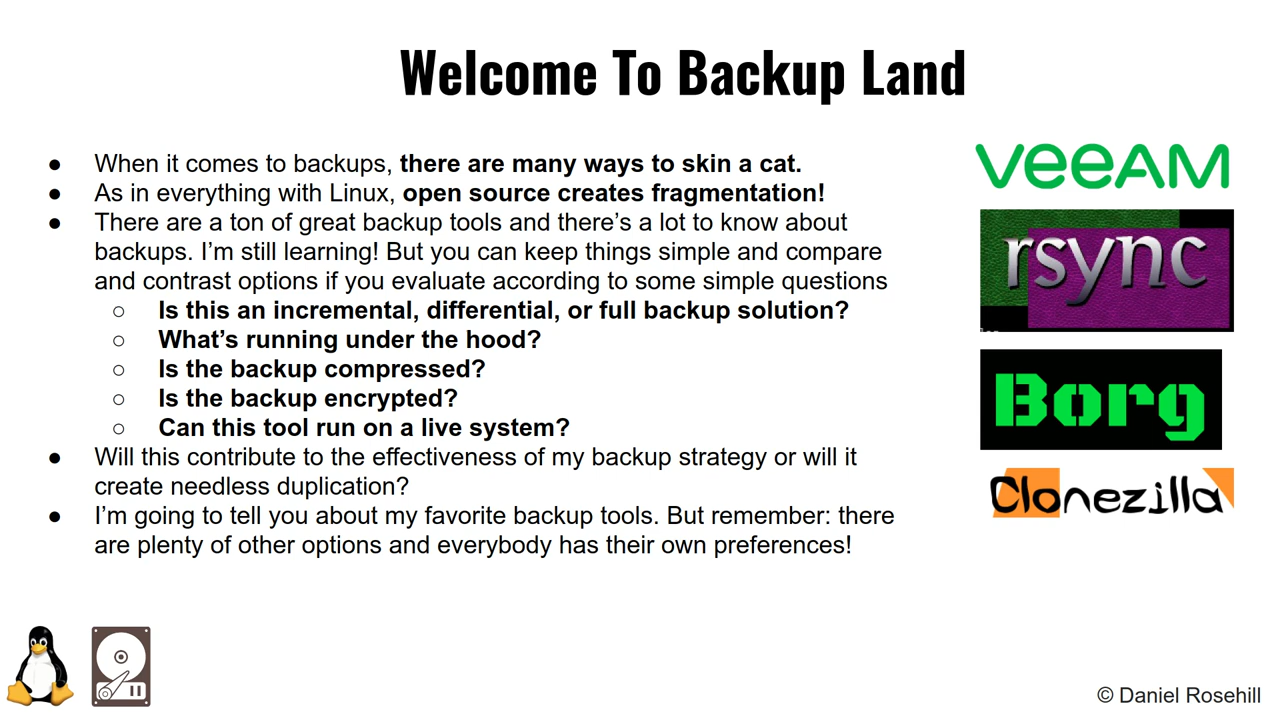 Welcome To Backup Land
● When it comes to backups, there are many ways to skin a cat.
● As in everything with Linux, open source creates fragmentation!
● There are a ton of great backup tools and there's a lot to know about
backups. I'm still learning! But you can keep things simple and compare
and contrast options if you evaluate according to some simple questions
○ Is this an incremental, differential, or full backup solution?
○ What's running under the hood?
○ Is the backup compressed?
○ Is the backup encrypted?
○ Can this tool run on a live system?
● Will this contribute to the effectiveness of my backup strategy or will it
create needless duplication?
● I'm going to tell you about my favorite backup tools. But remember: there
are plenty of other options and everybody has their own preferences!
veeAM
rsync
Borg
Clonezilla
© Daniel Rosehill